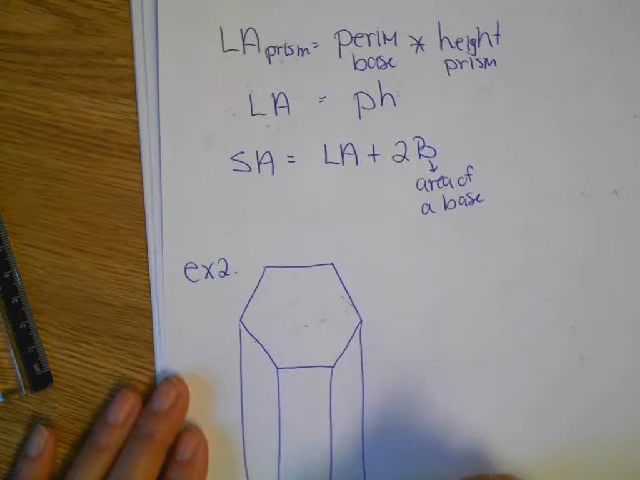 LA prism = perim base * height prism
LA = ph
SA = LA + 2B
area of
a base
ex2.